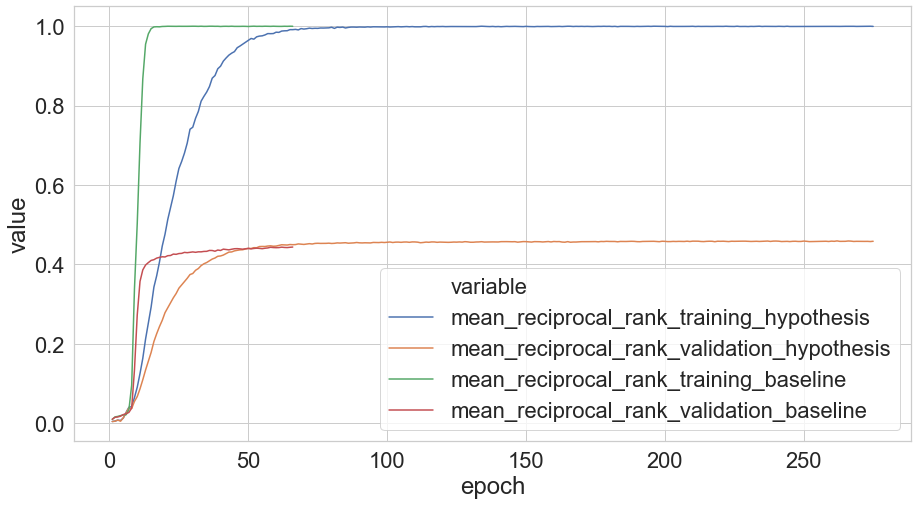 1.0
0.8
0.6
0.4
0.2
0.0
value
variable
mean_reciprocal_rank_training_hypothesis
mean_reciprocal_rank_validation_hypothesis
mean_reciprocal_rank_training_baseline
mean_reciprocal_rank_validation_baseline
0 50 100 150 200 250
epoch